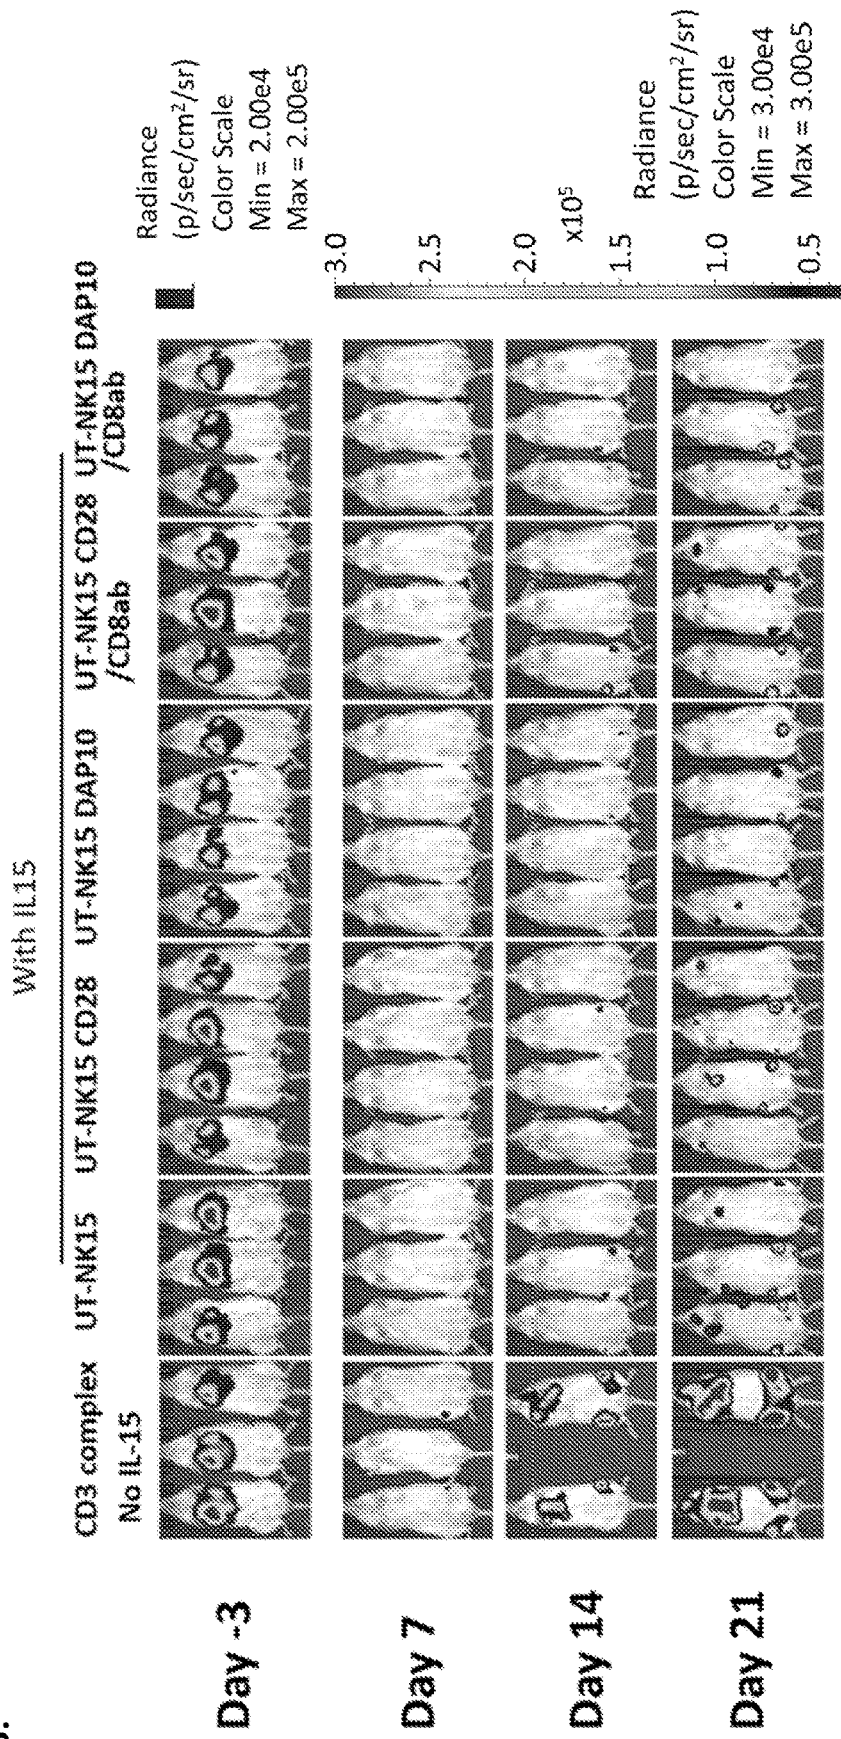 With IL15
CD3 complex UT-NK15 UT-NK15 CD28 UT-NK15 DAP10 UT-NK15 CD28 UT-NK15 DAP10
No IL-15 /CD8ab /CD8ab
Day -3
Radiance
(p/sec/cm²/sr)
Color Scale
Min = 2.00e4
Max = 2.00e5
Day 7
3.0
2.5
Day 14
2.0
x10⁵
1.5
Day 21
1.0
0.5
Radiance
(p/sec/cm²/sr)
Color Scale
Min = 3.00e4
Max = 3.00e5